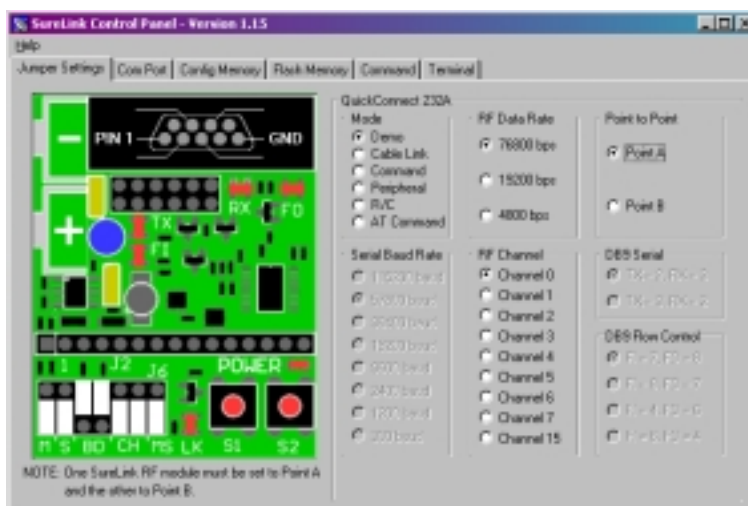 SureLink Control Panel - Version 1.15
Help
Jumper Settings
Com Port
Config Memory
Flash Memory
Command
Terminal
PIN 1
GND
RX
FO
TX
FI
1
J2
J6
POWER
M S BD CH MS LK S1 S2
NOTE: One SureLink RF module must be set to Point A
and the other to Point B.
QuickConnect 232A
Mode
Demo
Cable Link
Command
Peripheral
R/C
AT Command
RF Data Rate
76800 bps
19200 bps
4800 bps
Point to Point
Point A
Point B
Serial Baud Rate
RF Channel
Channel 0
Channel 1
Channel 2
Channel 3
Channel 4
Channel 5
Channel 6
Channel 7
Channel 15
DB9 Serial
DB9 Flow Control